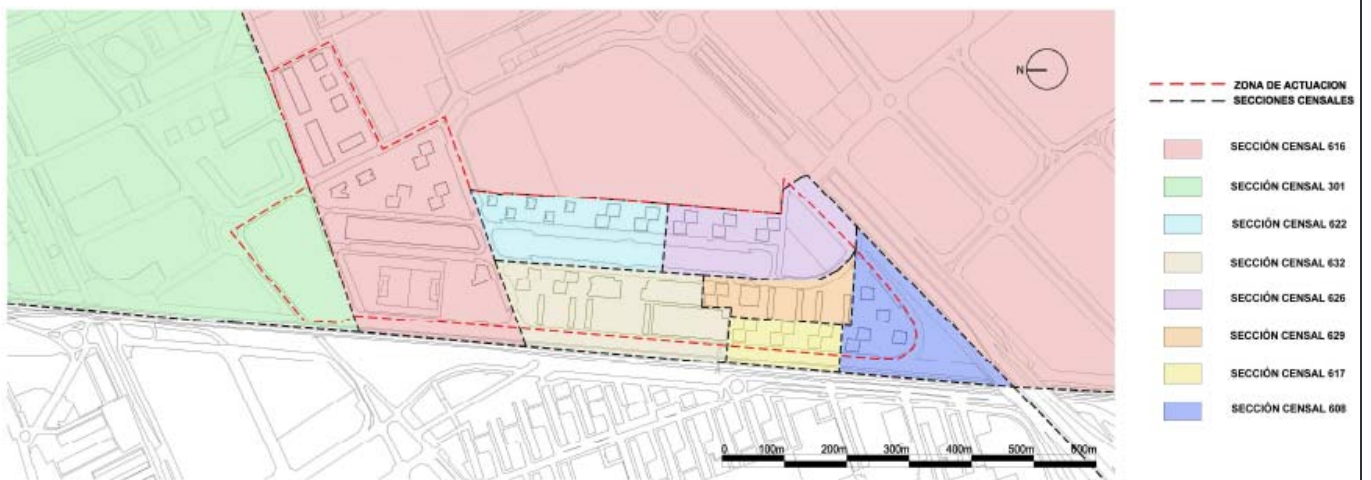 N
ZONA DE ACTUACION
SECCIONES CENSALES
SECCIÓN CENSAL 616
SECCIÓN CENSAL 301
SECCIÓN CENSAL 622
SECCIÓN CENSAL 632
SECCIÓN CENSAL 626
SECCIÓN CENSAL 629
SECCIÓN CENSAL 617
SECCIÓN CENSAL 608
0 100m 200m 300m 400m 500m 600m